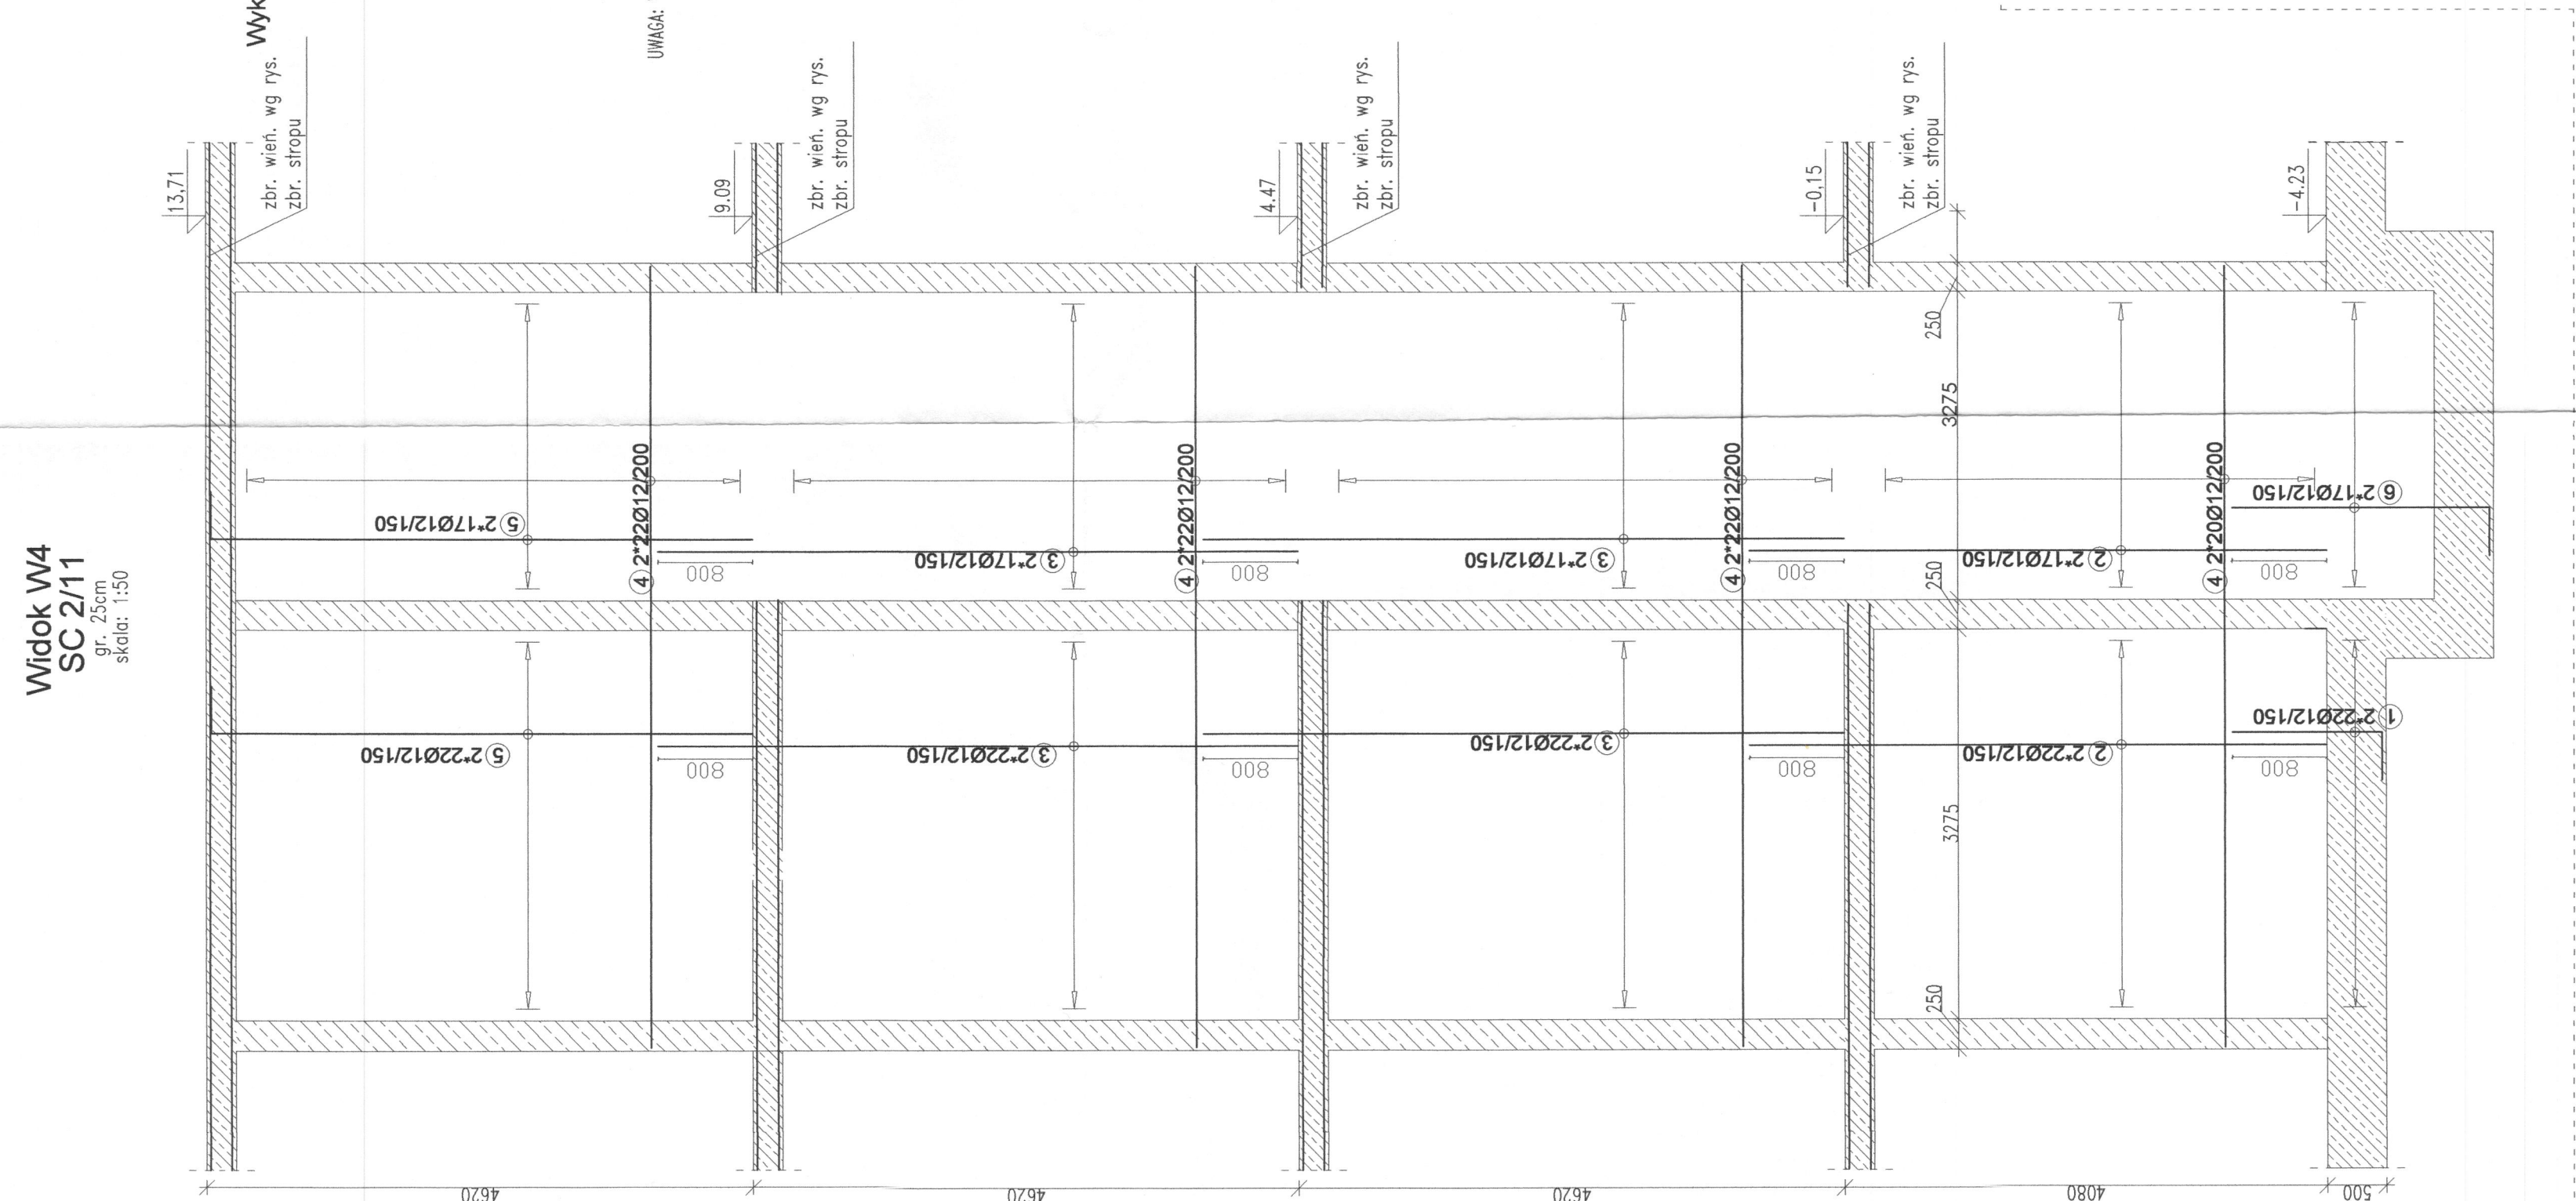 Widok W4
SC 2/11
gr. 25cm
skala: 1:50
Wyk
UWAGA:
13,71
zbr. wień. wg rys.
zbr. stropu
9.09
zbr. wień. wg rys.
zbr. stropu
4.47
zbr. wień. wg rys.
zbr. stropu
-0,15
zbr. wień. wg rys.
zbr. stropu
-4.23
5 2*17Ø12/150
4 2*22Ø12/200
800
3 2*17Ø12/150
4 2*22Ø12/200
800
3 2*17Ø12/150
4 2*22Ø12/200
800
2 2*17Ø12/150
4 2*20Ø12/200
800
6 2*17Ø12/150
250
3275
250
3275
250
5 2*22Ø12/150
800
3 2*22Ø12/150
800
3 2*22Ø12/150
800
2 2*22Ø12/150
800
1 2*22Ø12/150
4620
4620
4620
4080
500